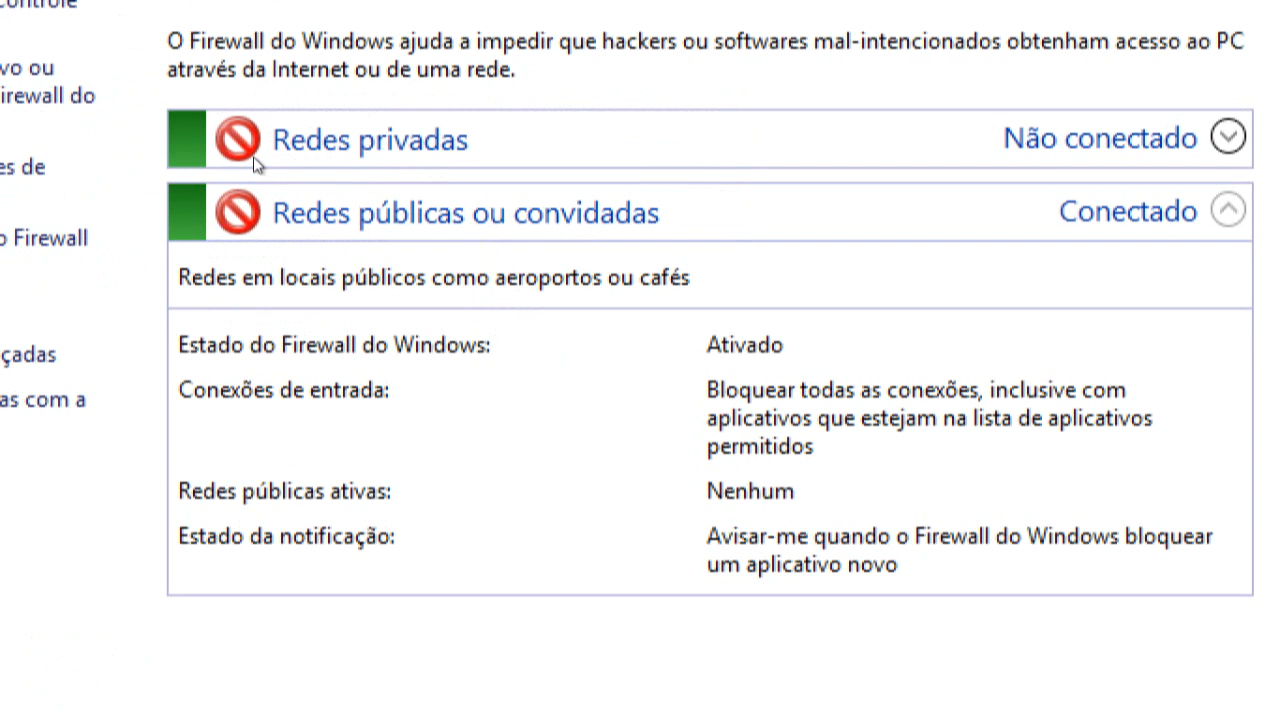 controle
O Firewall do Windows ajuda a impedir que hackers ou softwares mal-intencionados obtenham acesso ao PC
através da Internet ou de uma rede.
vo ou
irewall do
Redes privadas Não conectado
es de
Redes públicas ou convidadas Conectado
o Firewall
Redes em locais públicos como aeroportos ou cafés
Estado do Firewall do Windows: Ativado
çadas
Conexões de entrada: Bloquear todas as conexões, inclusive com
as com a
aplicativos que estejam na lista de aplicativos
permitidos
Redes públicas ativas: Nenhum
Estado da notificação: Avisar-me quando o Firewall do Windows bloquear
um aplicativo novo